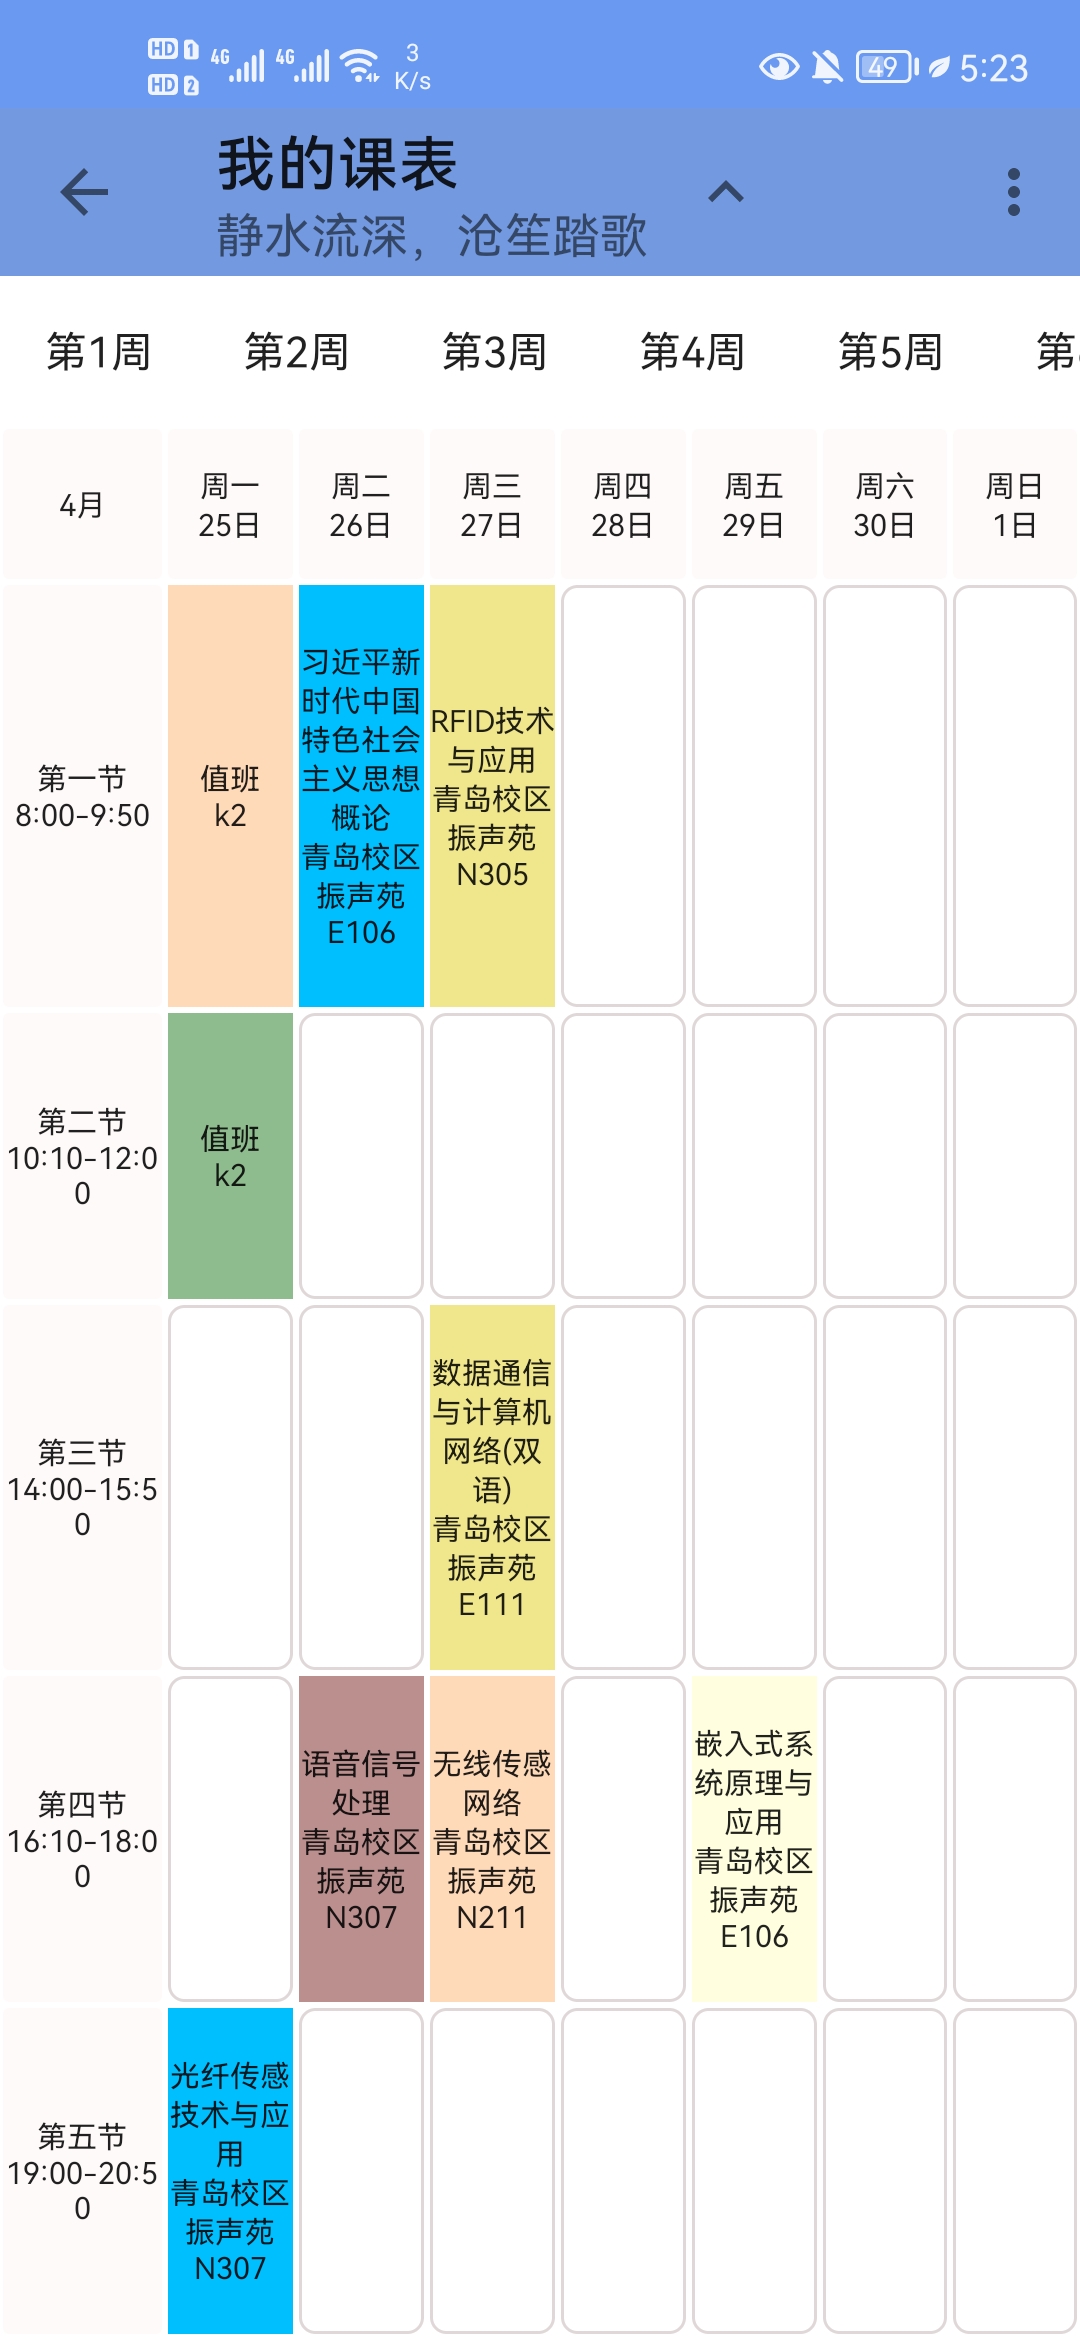 HD 1 4G 4G 3 49 5:23
HD 2 K/s
我的课表
静水流深，沧笙踏歌
第1周 第2周 第3周 第4周 第5周
4月
周一
25日
周二
26日
周三
27日
周四
28日
周五
29日
周六
30日
周日
1日
第一节
8:00-9:50
值班
k2
习近平新
时代中国
特色社会
主义思想
概论
青岛校区
振声苑
E106
RFID技术
与应用
青岛校区
振声苑
N305
第二节
10:10-12:0
0
值班
k2
第三节
14:00-15:5
0
数据通信
与计算机
网络(双
语)
青岛校区
振声苑
E111
第四节
16:10-18:0
0
语音信号
处理
青岛校区
振声苑
N307
无线传感
网络
青岛校区
振声苑
N211
嵌入式系
统原理与
应用
青岛校区
振声苑
E106
第五节
19:00-20:5
0
光纤传感
技术与应
用
青岛校区
振声苑
N307